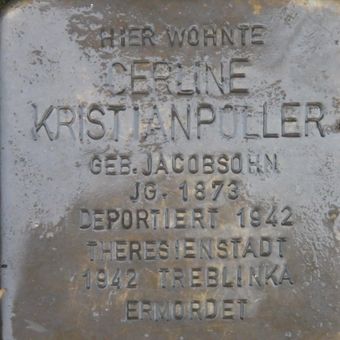 HIER WOHNTE
CERLINE
KRISTIANPOLLER
GEB. JACOBSOHN
JG. 1873
DEPORTIERT 1942
THERESIENSTADT
1942 TREBLINKA
ERMORDET